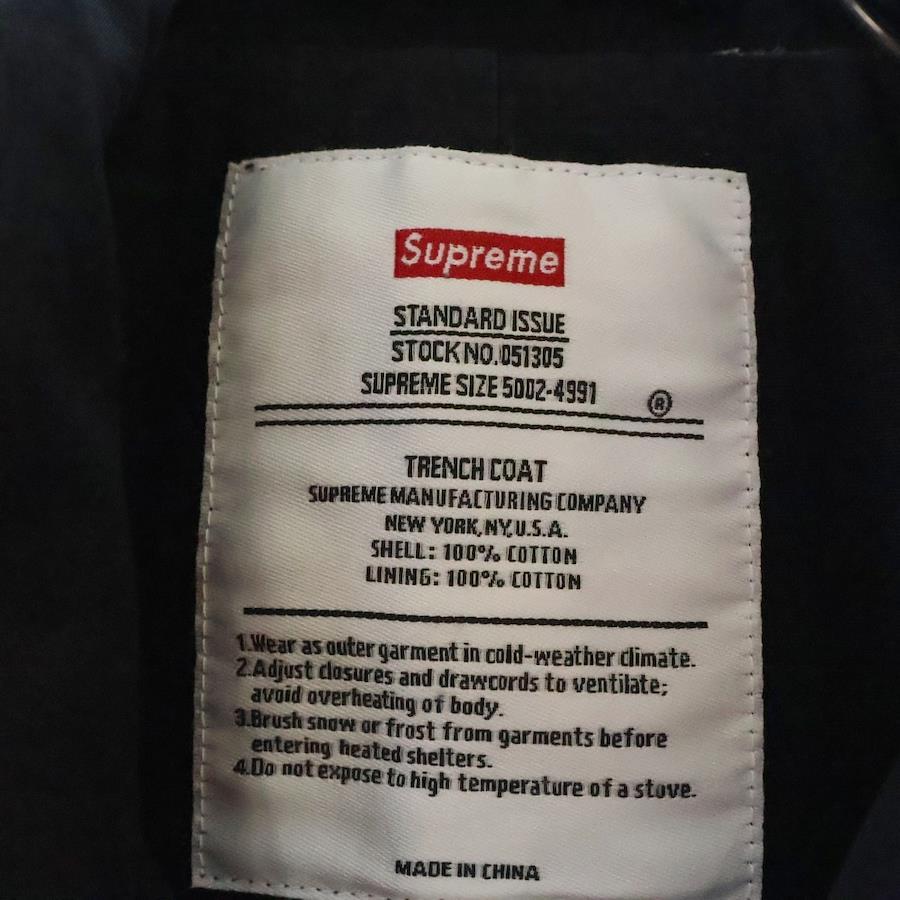 Supreme
STANDARD ISSUE
STOCK NO. 051305
SUPREME SIZE 5002-4991
®
TRENCH COAT
SUPREME MANUFACTURING COMPANY
NEW YORK, NY, U.S.A.
SHELL: 100% COTTON
LINING: 100% COTTON
1.Wear as outer garment in cold-weather climate.
2.Adjust closures and drawcords to ventilate;
avoid overheating of body.
3.Brush snow or frost from garments before
entering heated shelters.
4.Do not expose to high temperature of a stove.
MADE IN CHINA